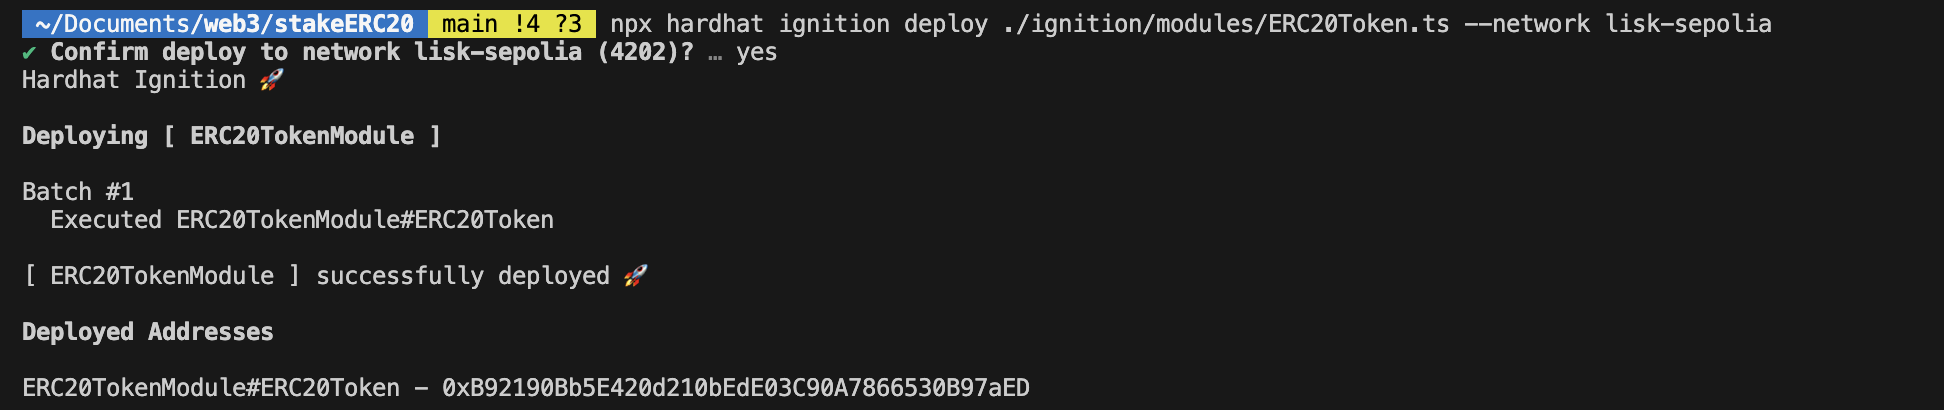 ~/Documents/web3/stakeERC20 main !4 ?3 npx hardhat ignition deploy ./ignition/modules/ERC20Token.ts --network lisk-sepolia
✔ Confirm deploy to network lisk-sepolia (4202)? … yes
Hardhat Ignition 🚀
Deploying [ ERC20TokenModule ]
Batch #1
Executed ERC20TokenModule#ERC20Token
[ ERC20TokenModule ] successfully deployed 🚀
Deployed Addresses
ERC20TokenModule#ERC20Token - 0xB92190Bb5E420d210bEdE03C90A7866530B97aED